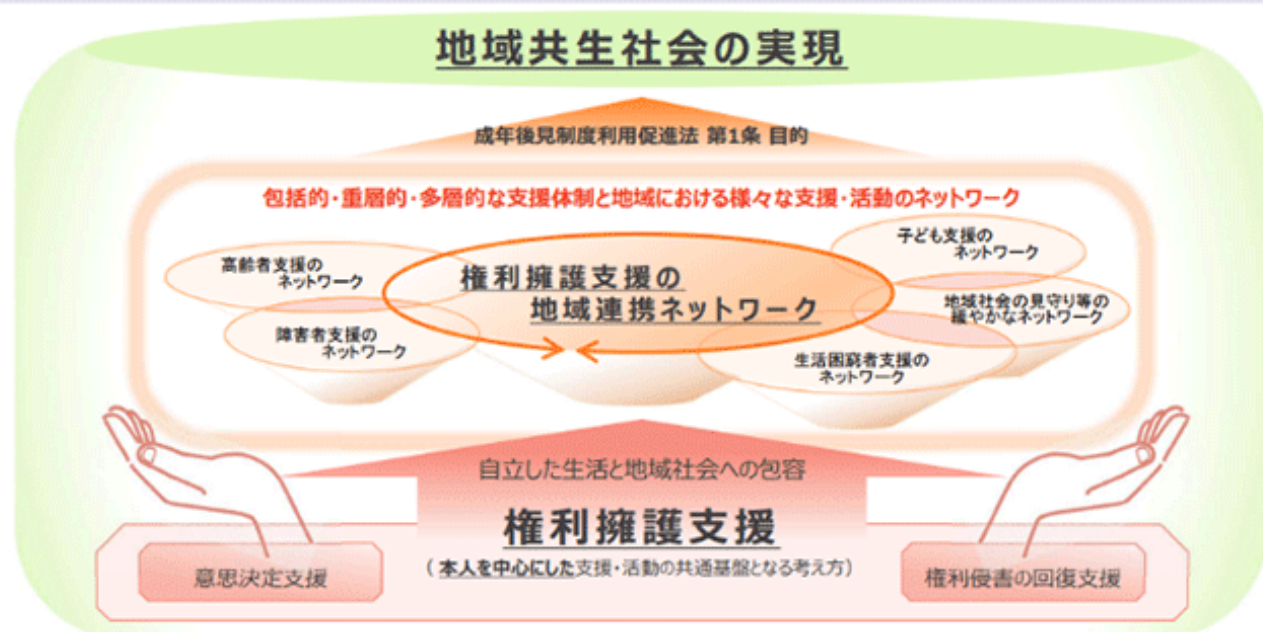 地域共生社会の実現
成年後見制度利用促進法 第1条 目的
包括的・重層的・多層的な支援体制と地域における様々な支援・活動のネットワーク
高齢者支援の
ネットワーク
障害者支援の
ネットワーク
権利擁護支援の
地域連携ネットワーク
子ども支援の
ネットワーク
地域社会の見守り等の
緩やかなネットワーク
生活困窮者支援の
ネットワーク
自立した生活と地域社会への包容
権利擁護支援
(本人を中心にした支援・活動の共通基盤となる考え方)
意思決定支援
権利侵害の回復支援